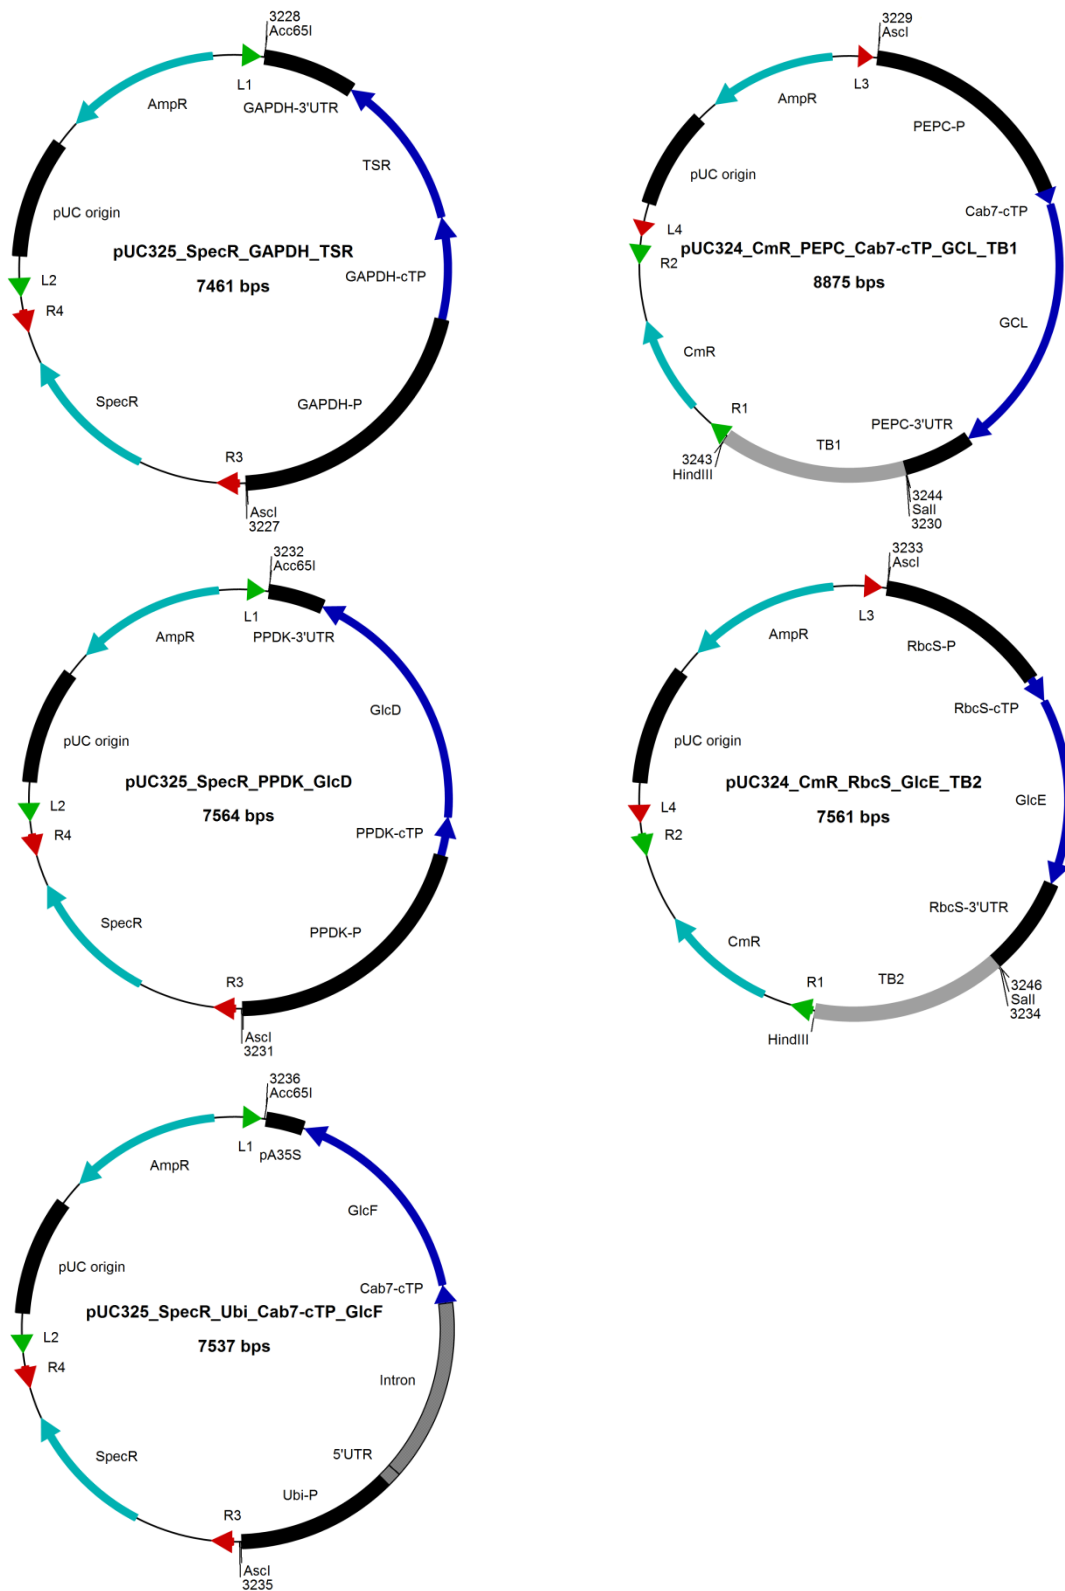 3228
Acc65I
L1
GAPDH-3'UTR
AmpR
TSR
pUC origin
pUC325_SpecR_GAPDH_TSR
7461 bps
GAPDH-cTP
L2
R4
SpecR
GAPDH-P
R3
AscI
3227
3229
AscI
L3
AmpR
PEPC-P
pUC origin
Cab7-cTP
L4
R2
pUC324_CmR_PEPC_Cab7-cTP_GCL_TB1
8875 bps
GCL
CmR
R1
PEPC-3'UTR
TB1
3243
HindIII
3244
SalI
3230
3232
Acc65I
L1
PPDK-3'UTR
AmpR
GlcD
pUC origin
pUC325_SpecR_PPDK_GlcD
7564 bps
L2
R4
PPDK-cTP
SpecR
PPDK-P
R3
AscI
3231
3233
AscI
L3
AmpR
RbcS-P
RbcS-cTP
pUC origin
pUC324_CmR_RbcS_GlcE_TB2
7561 bps
GlcE
L4
R2
RbcS-3'UTR
CmR
R1
TB2
HindIII
3246
SalI
3234
3236
Acc65I
L1
pA35S
AmpR
GlcF
pUC origin
Cab7-cTP
pUC325_SpecR_Ubi_Cab7-cTP_GlcF
7537 bps
L2
R4
Intron
SpecR
5'UTR
Ubi-P
R3
AscI
3235